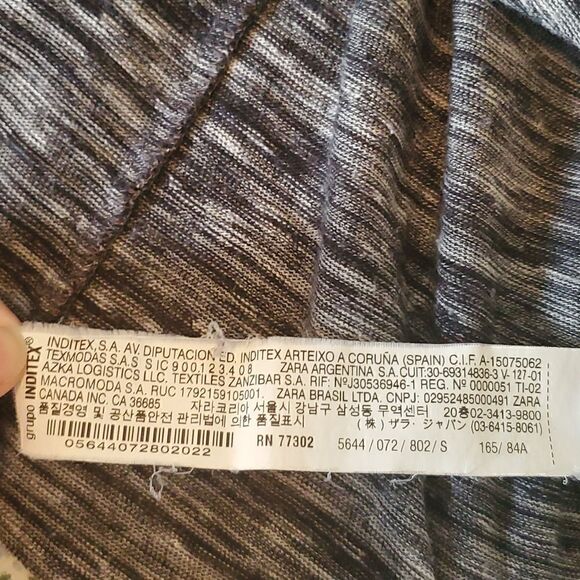 grupo INDITEX
INDITEX,S.A. AV. DIPUTACION ED. INDITEX ARTEIXO A CORUÑA (SPAIN) C.I.F. A-15075062
TEXMODAS S.A.S SIC 900123408 ZARA ARGENTINA S.A.CUIT:30-69314836-3 V-127-01
AZKA LOGISTICS LLC. TEXTILES ZANZIBAR S.A. RIF: NºJ30536946-1 REG. Nº 0000051 TI-02
MACROMODA S.A. RUC 1792159105001. ZARA BRASIL LTDA. CNPJ: 02952485000491 ZARA
CANADA INC. CA 36685 자라코리아 서울시 강남구 삼성동 무역센터 20층02-3413-9800
품질경영 및 공산품안전 관리법에 의한 품질표시 (株) ザラ・ジャパン (03-6415-8061)
05644072802022 RN 77302 5644 / 072 / 802 / S 165/ 84A